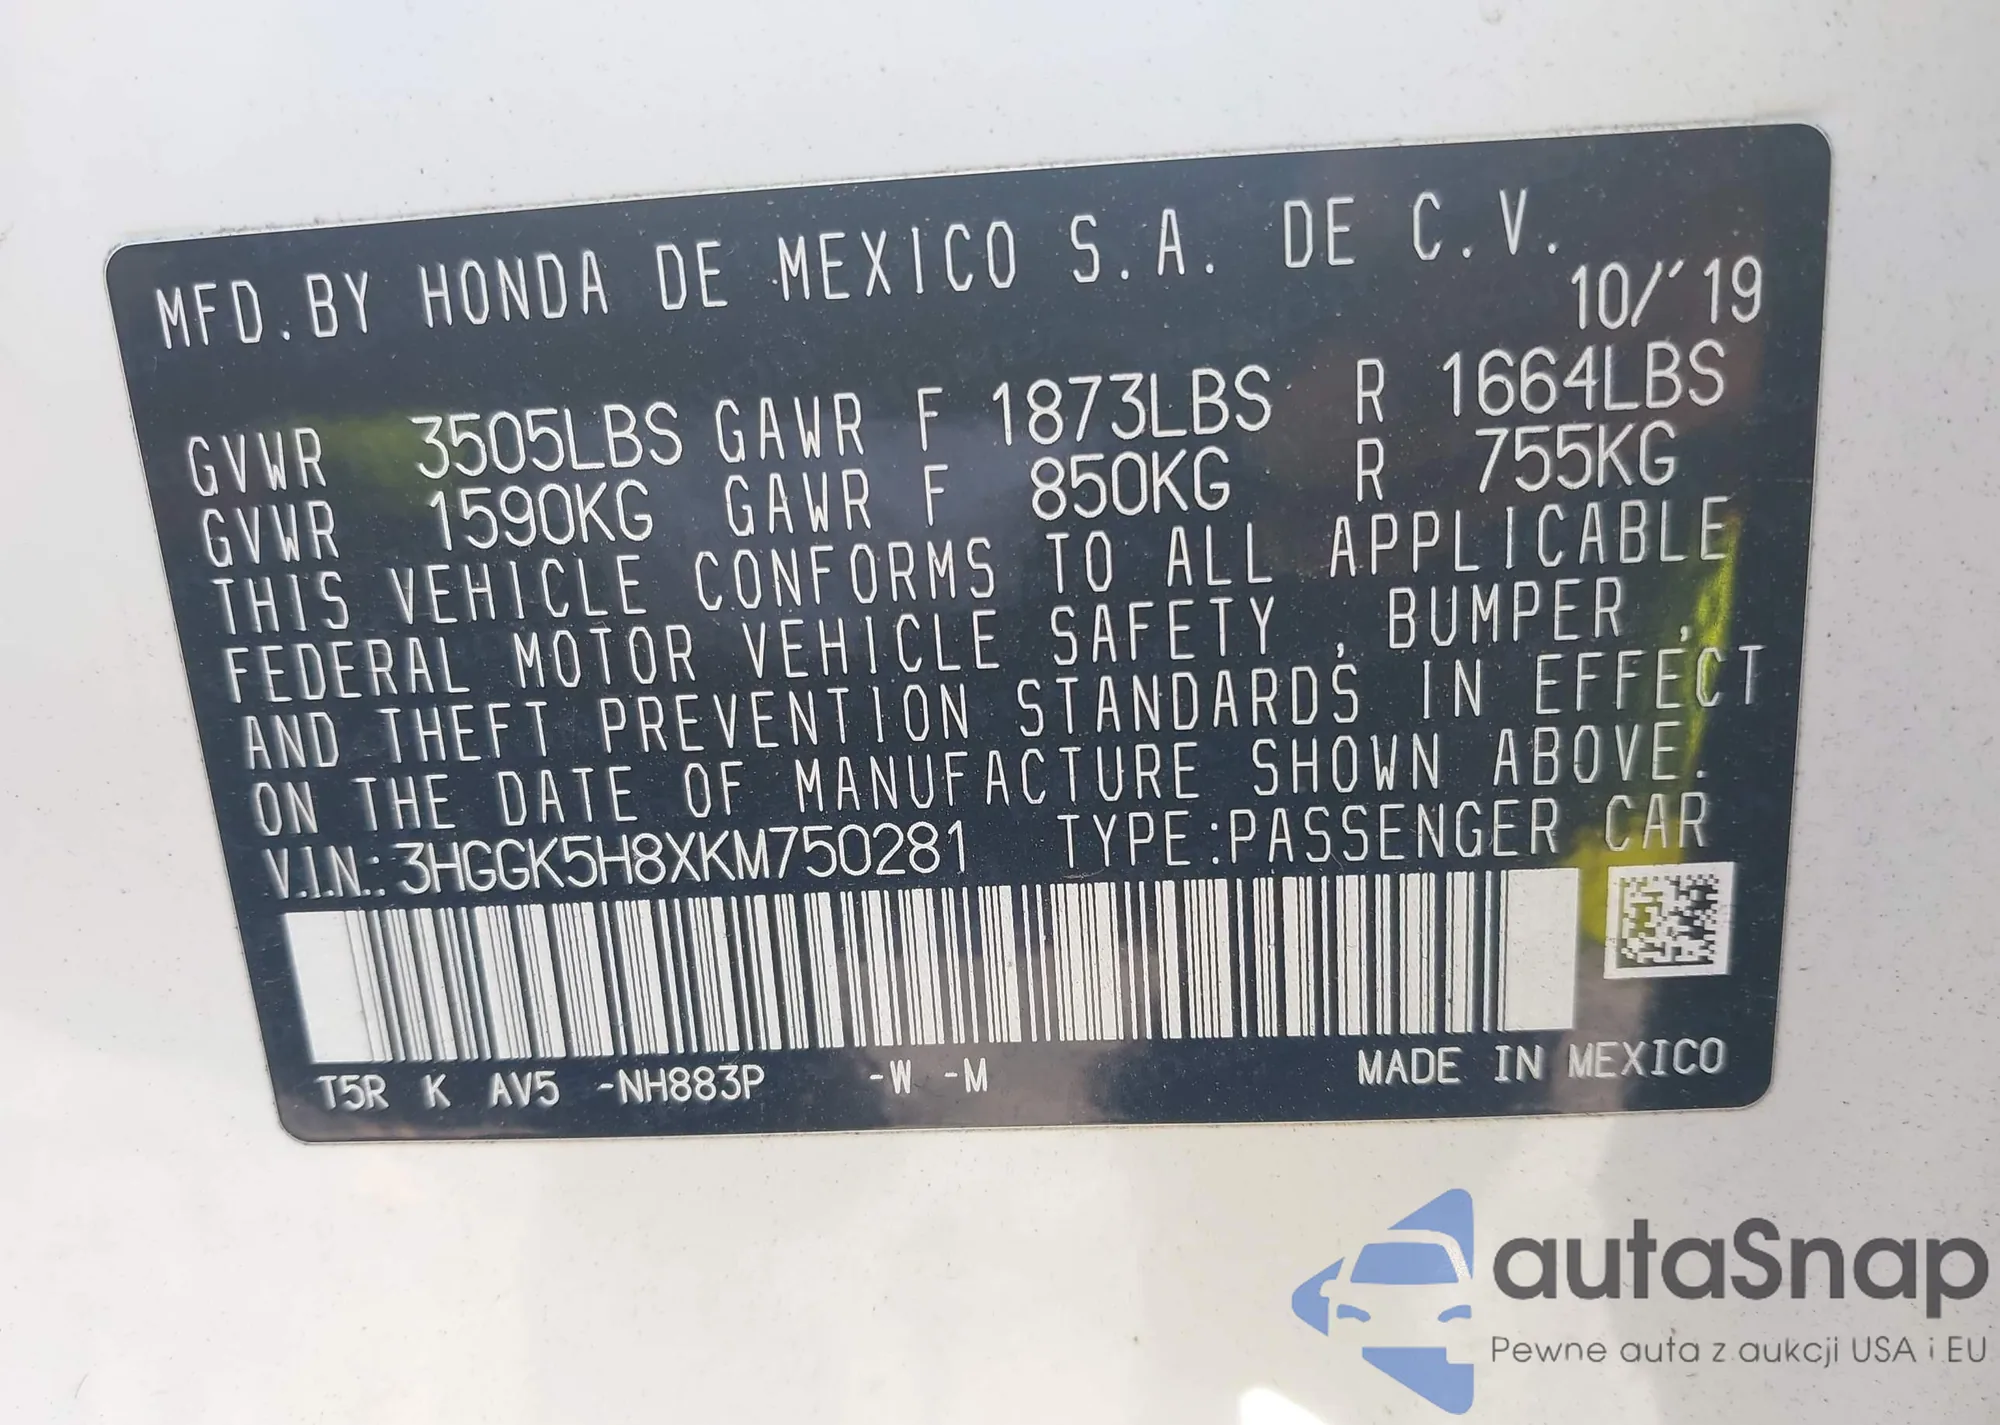 MFD.BY HONDA DE MEXICO S.A. DE C.V.
10/'19
GVWR 3505LBS GAWR F 1873LBS R 1664LBS
GVWR 1590KG GAWR F 850KG R 755KG
THIS VEHICLE CONFORMS TO ALL APPLICABLE
FEDERAL MOTOR VEHICLE SAFETY , BUMPER ,
AND THEFT PREVENTION STANDARDS IN EFFECT
ON THE DATE OF MANUFACTURE SHOWN ABOVE.
V.I.N.: 3HGGK5H8XKM750281 TYPE:PASSENGER CAR
T5R K AV5 -NH883P -W -M MADE IN MEXICO
autaSnap
Pewne auta z aukcji USA i EU